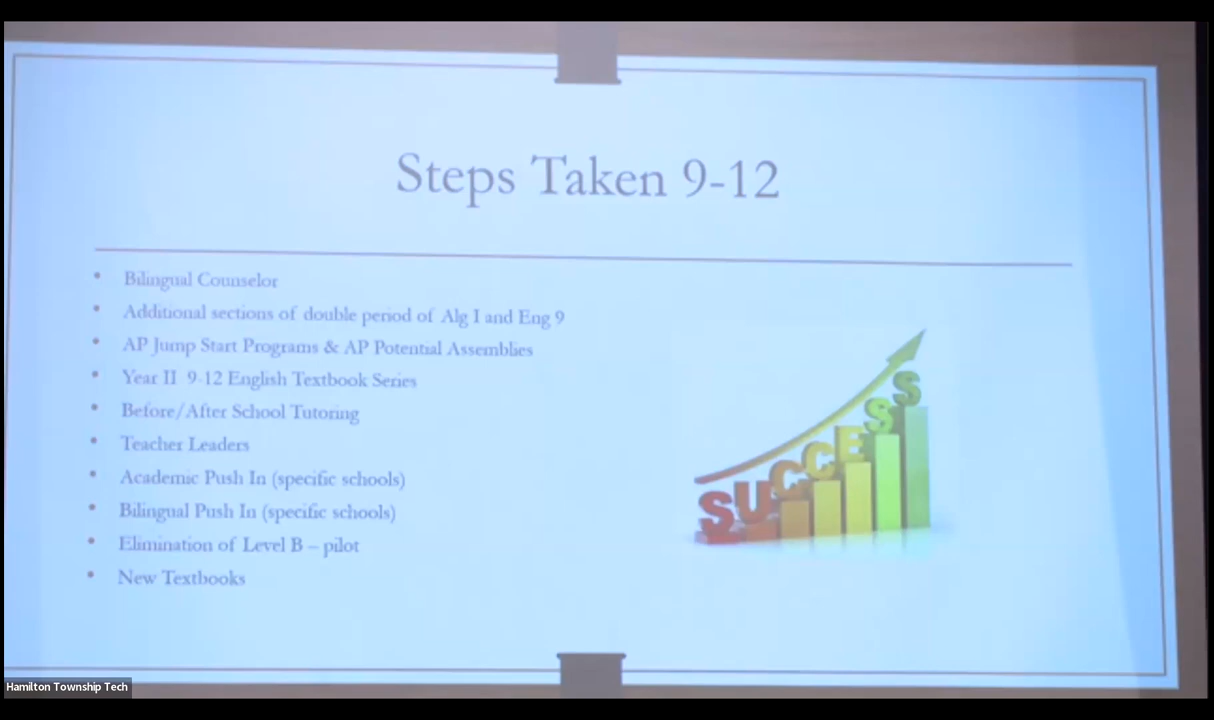 Steps Taken 9-12
• Bilingual Counselor
• Additional sections of double period of Alg I and Eng 9
• AP Jump Start Programs & AP Potential Assemblies
• Year II 9-12 English Textbook Series
• Before/After School Tutoring
• Teacher Leaders
• Academic Push In (specific schools)
• Bilingual Push In (specific schools)
• Elimination of Level B – pilot
• New Textbooks
SUCCESS
Hamilton Township Tech